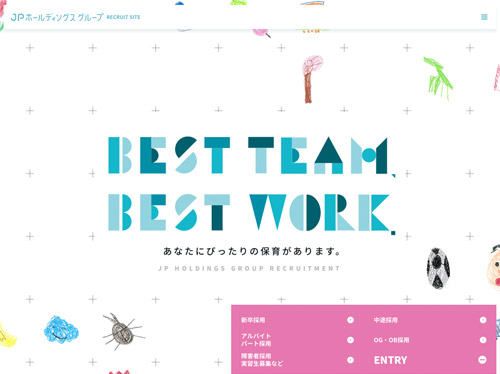 JPホールディングス グループ RECRUIT SITE
BEST TEAM,
BEST WORK.
あなたにぴったりの保育があります。
JP HOLDINGS GROUP RECRUITMENT
新卒採用
中途採用
アルバイト
パート採用
OG・OB採用
障害者採用
実習生募集など
ENTRY